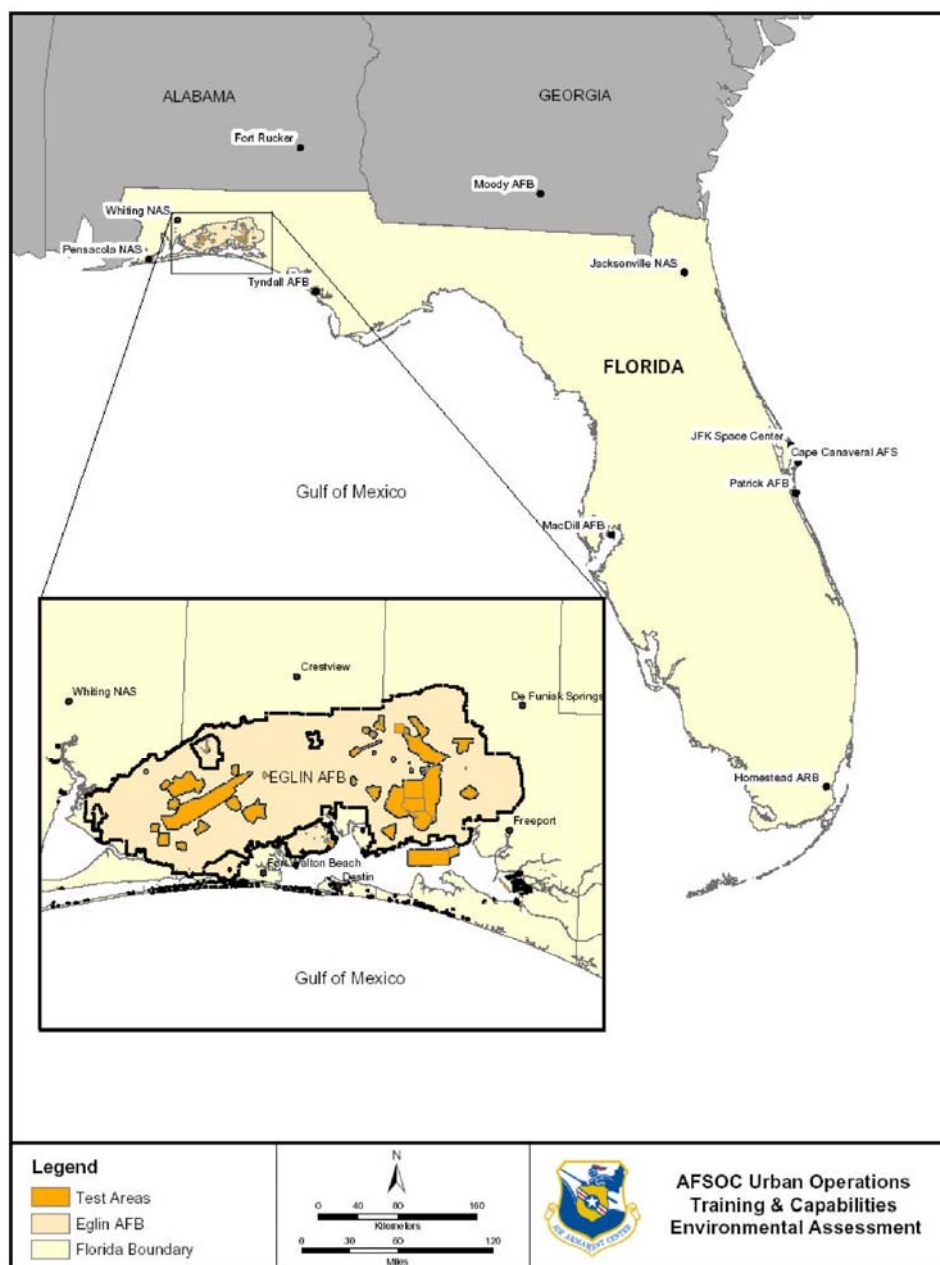 ALABAMA
GEORGIA
Fort Rucker
Moody AFB
Whiting NAS
Pensacola NAS
Tyndall AFB
Jacksonville NAS
FLORIDA
JFK Space Center
Cape Canaveral AFS
Patrick AFB
Gulf of Mexico
MacDill AFB
Homestead ARB
Crestview
Whiting NAS
De Funiak Springs
EGLIN AFB
Freeport
Fort Walton Beach
Destin
Gulf of Mexico
Legend
Test Areas
Eglin AFB
Florida Boundary
N
0 40 80 160
Kilometers
0 30 60 120
Miles
AIR ARMAMENT CENTER
AFSOC Urban Operations
Training & Capabilities
Environmental Assessment